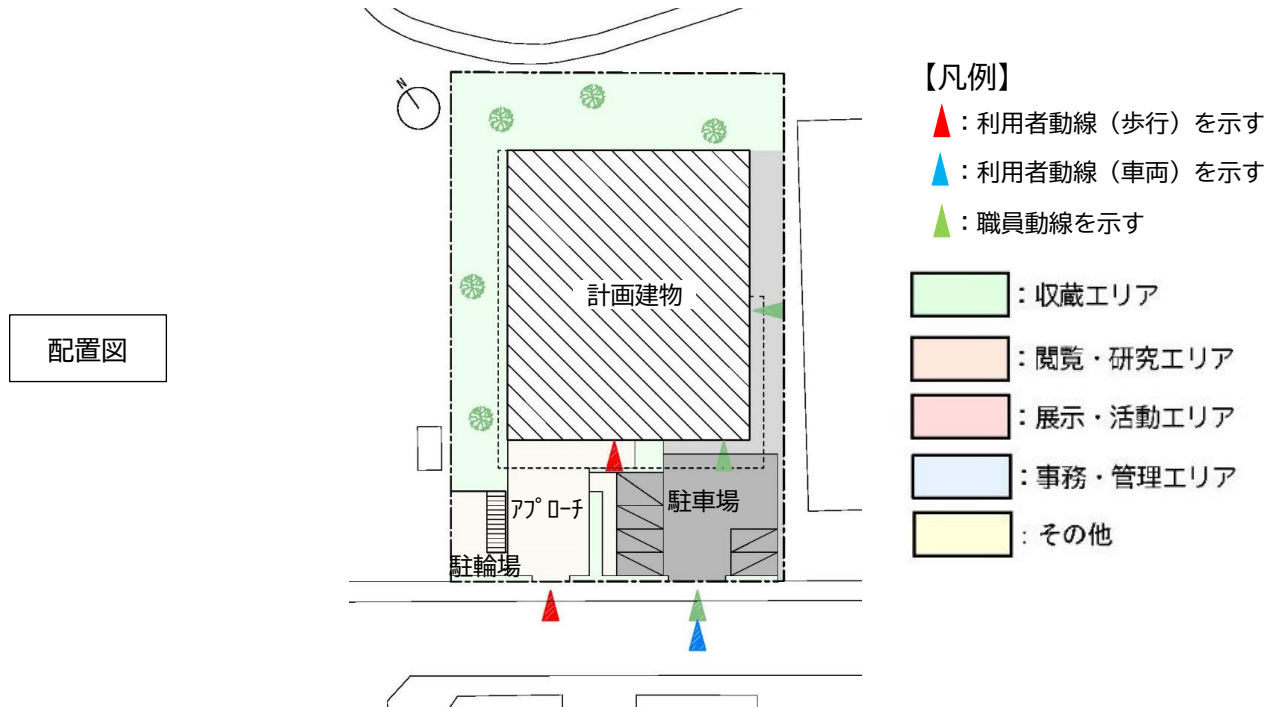 配置図
N
計画建物
アプローチ
駐車場
駐輪場
【凡例】
：利用者動線（歩行）を示す
：利用者動線（車両）を示す
：職員動線を示す
：収蔵エリア
：閲覧・研究エリア
：展示・活動エリア
：事務・管理エリア
：その他